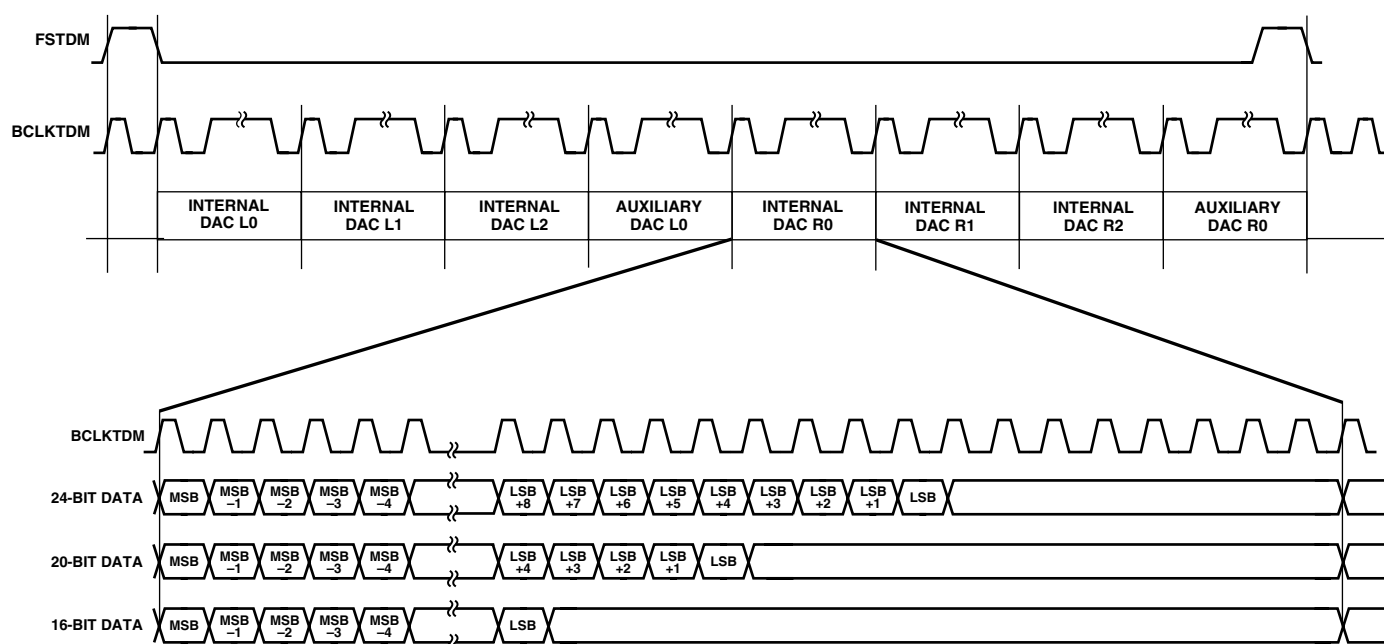 FSTDM
BCLKTDM
INTERNAL DAC L0
INTERNAL DAC L1
INTERNAL DAC L2
AUXILIARY DAC L0
INTERNAL DAC R0
INTERNAL DAC R1
INTERNAL DAC R2
AUXILIARY DAC R0
BCLKTDM
24-BIT DATA MSB MSB –1 MSB –2 MSB –3 MSB –4 LSB +8 LSB +7 LSB +6 LSB +5 LSB +4 LSB +3 LSB +2 LSB +1 LSB
20-BIT DATA MSB MSB –1 MSB –2 MSB –3 MSB –4 LSB +4 LSB +3 LSB +2 LSB +1 LSB
16-BIT DATA MSB MSB –1 MSB –2 MSB –3 MSB –4 LSB